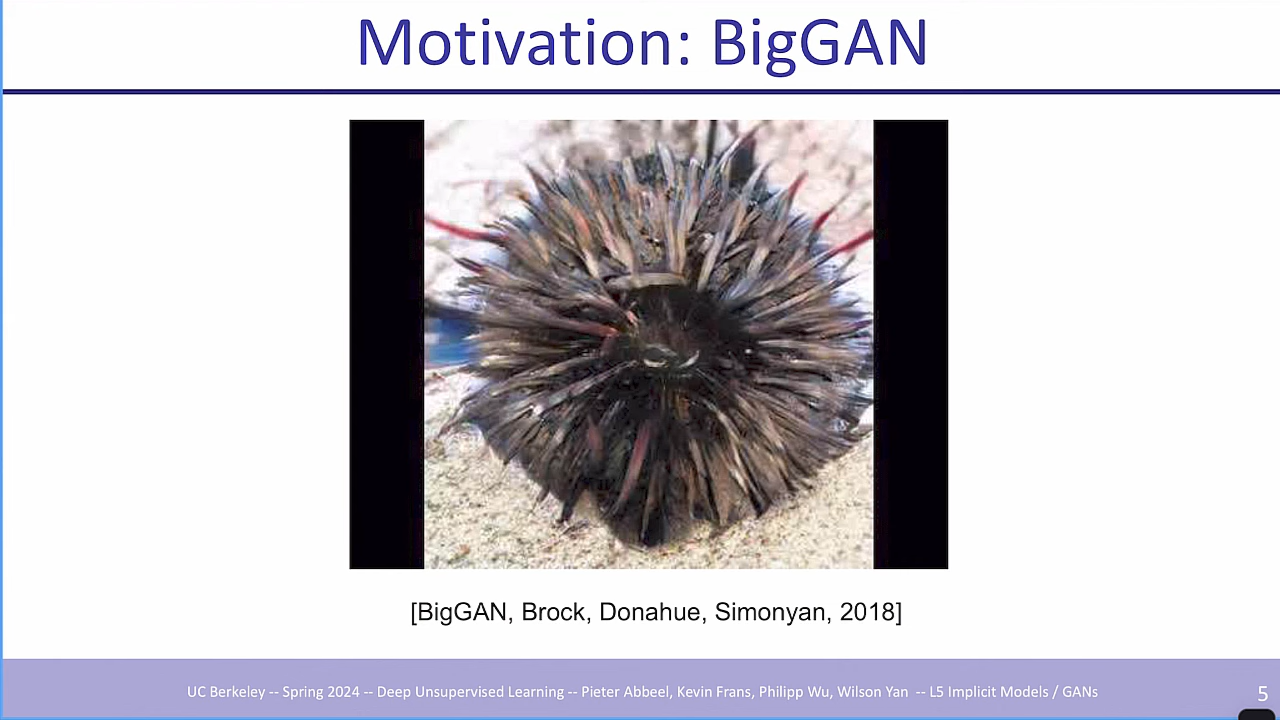 Motivation: BigGAN
[BigGAN, Brock, Donahue, Simonyan, 2018]
UC Berkeley -- Spring 2024 -- Deep Unsupervised Learning -- Pieter Abbeel, Kevin Frans, Philipp Wu, Wilson Yan -- L5 Implicit Models / GANs
5